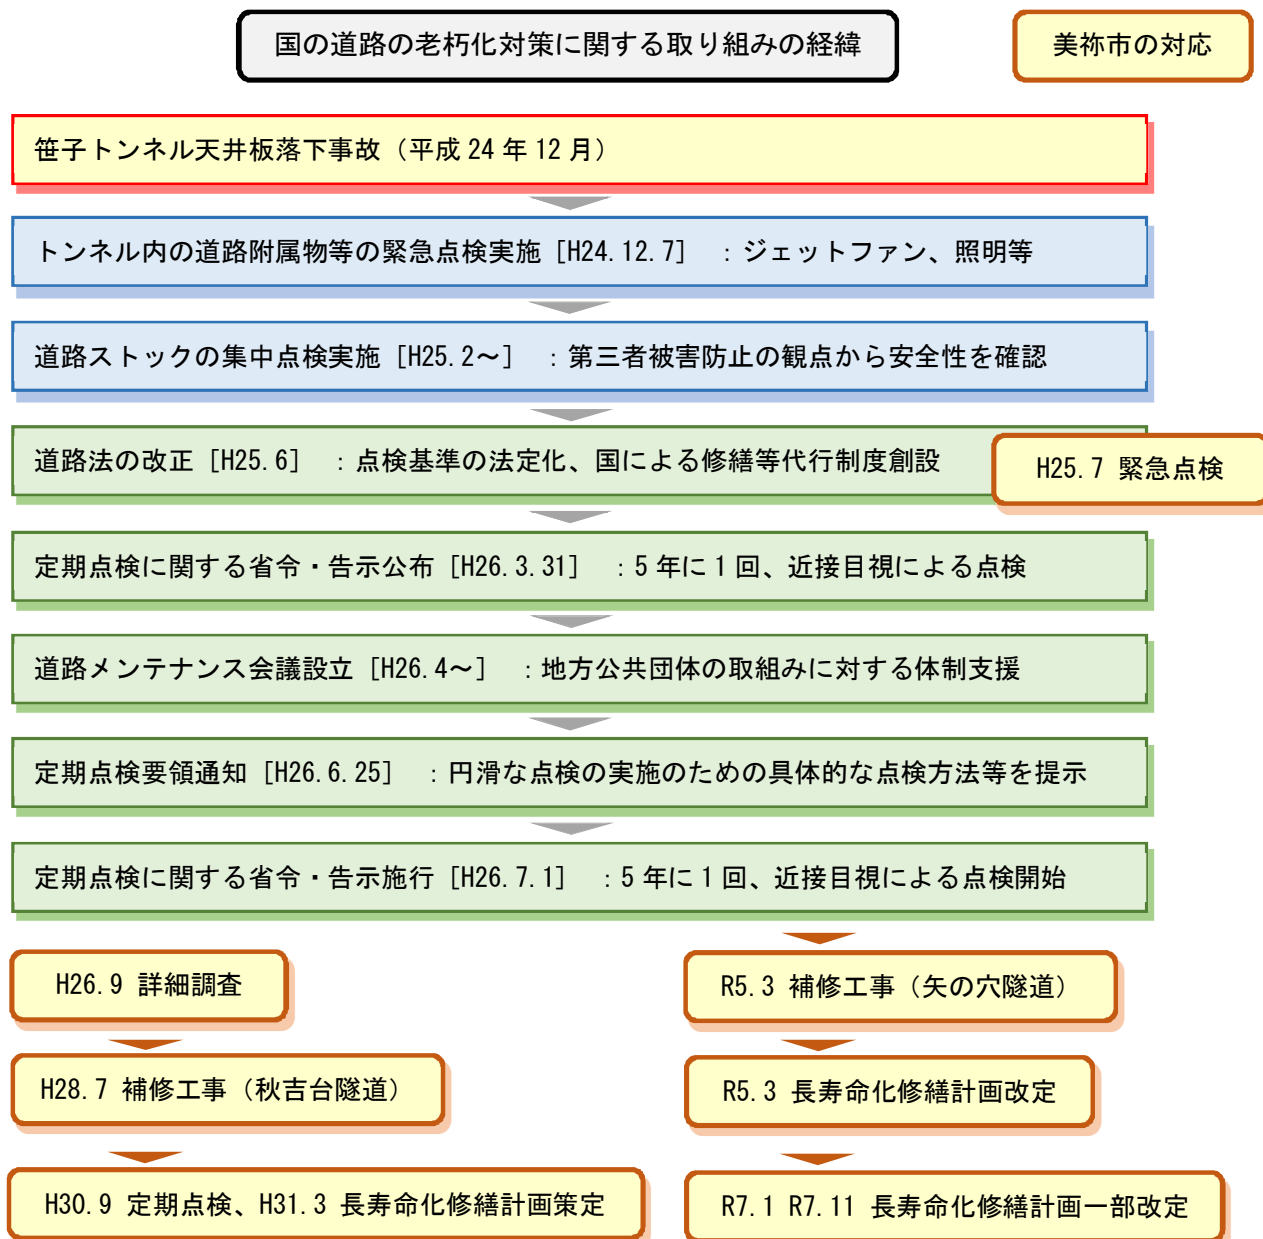 国の道路の老朽化対策に関する取り組みの経緯
美祢市の対応
笹子トンネル天井板落下事故（平成 24 年 12 月）
トンネル内の道路附属物等の緊急点検実施［H24.12.7］　：ジェットファン、照明等
道路ストックの集中点検実施［H25.2～］　：第三者被害防止の観点から安全性を確認
道路法の改正［H25.6］　：点検基準の法定化、国による修繕等代行制度創設
H25.7 緊急点検
定期点検に関する省令・告示公布［H26.3.31］　：5 年に 1 回、近接目視による点検
道路メンテナンス会議設立［H26.4～］　：地方公共団体の取組みに対する体制支援
定期点検要領通知［H26.6.25］　：円滑な点検の実施のための具体的な点検方法等を提示
定期点検に関する省令・告示施行［H26.7.1］　：5 年に 1 回、近接目視による点検開始
H26.9 詳細調査
H28.7 補修工事（秋吉台隧道）
H30.9 定期点検、H31.3 長寿命化修繕計画策定
R5.3 補修工事（矢の穴隧道）
R5.3 長寿命化修繕計画改定
R7.1 R7.11 長寿命化修繕計画一部改定